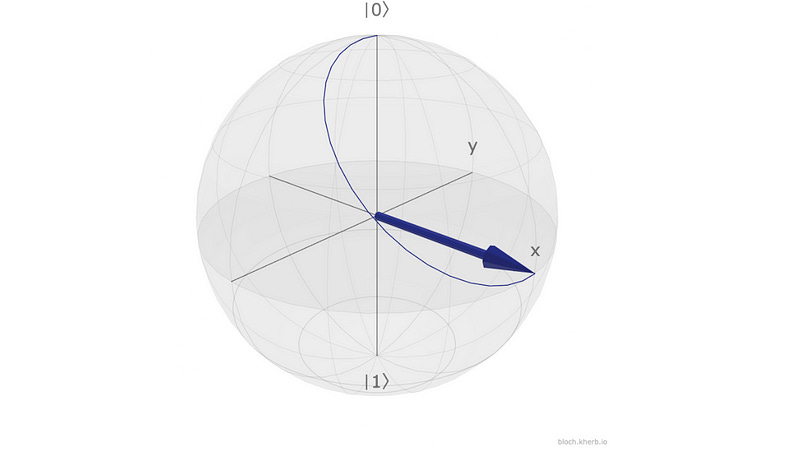 |0⟩
y
x
|1⟩
bloch.kherb.io